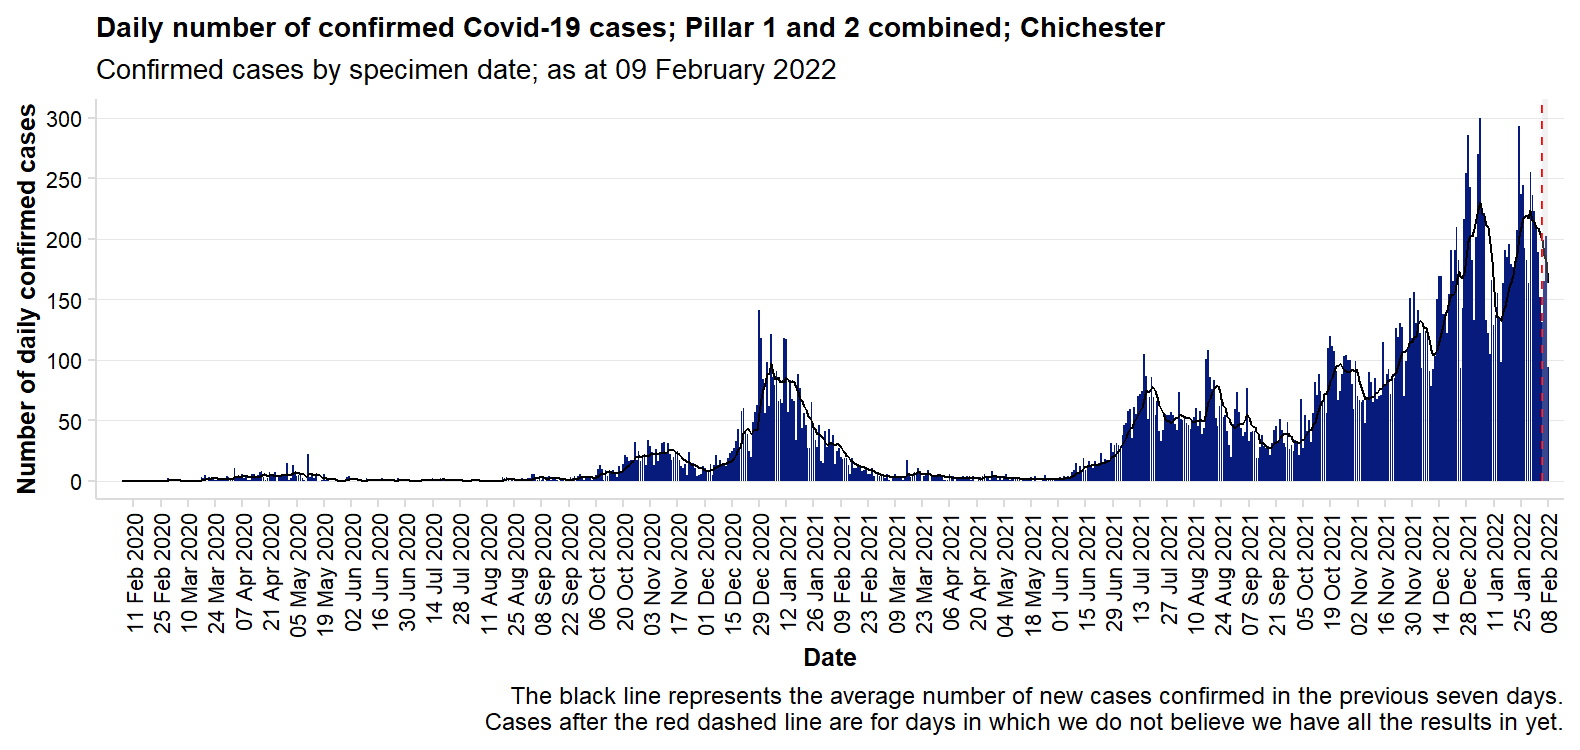 Daily number of confirmed Covid-19 cases; Pillar 1 and 2 combined; Chichester
Confirmed cases by specimen date; as at 09 February 2022
Number of daily confirmed cases
300
250
200
150
100
50
0
11 Feb 2020
25 Feb 2020
10 Mar 2020
24 Mar 2020
07 Apr 2020
21 Apr 2020
05 May 2020
19 May 2020
02 Jun 2020
16 Jun 2020
30 Jun 2020
14 Jul 2020
28 Jul 2020
11 Aug 2020
25 Aug 2020
08 Sep 2020
22 Sep 2020
06 Oct 2020
20 Oct 2020
03 Nov 2020
17 Nov 2020
01 Dec 2020
15 Dec 2020
29 Dec 2020
12 Jan 2021
26 Jan 2021
09 Feb 2021
23 Feb 2021
09 Mar 2021
23 Mar 2021
06 Apr 2021
20 Apr 2021
04 May 2021
18 May 2021
01 Jun 2021
15 Jun 2021
29 Jun 2021
13 Jul 2021
27 Jul 2021
10 Aug 2021
24 Aug 2021
07 Sep 2021
21 Sep 2021
05 Oct 2021
19 Oct 2021
02 Nov 2021
16 Nov 2021
30 Nov 2021
14 Dec 2021
28 Dec 2021
11 Jan 2022
25 Jan 2022
08 Feb 2022
Date
The black line represents the average number of new cases confirmed in the previous seven days.
Cases after the red dashed line are for days in which we do not believe we have all the results in yet.